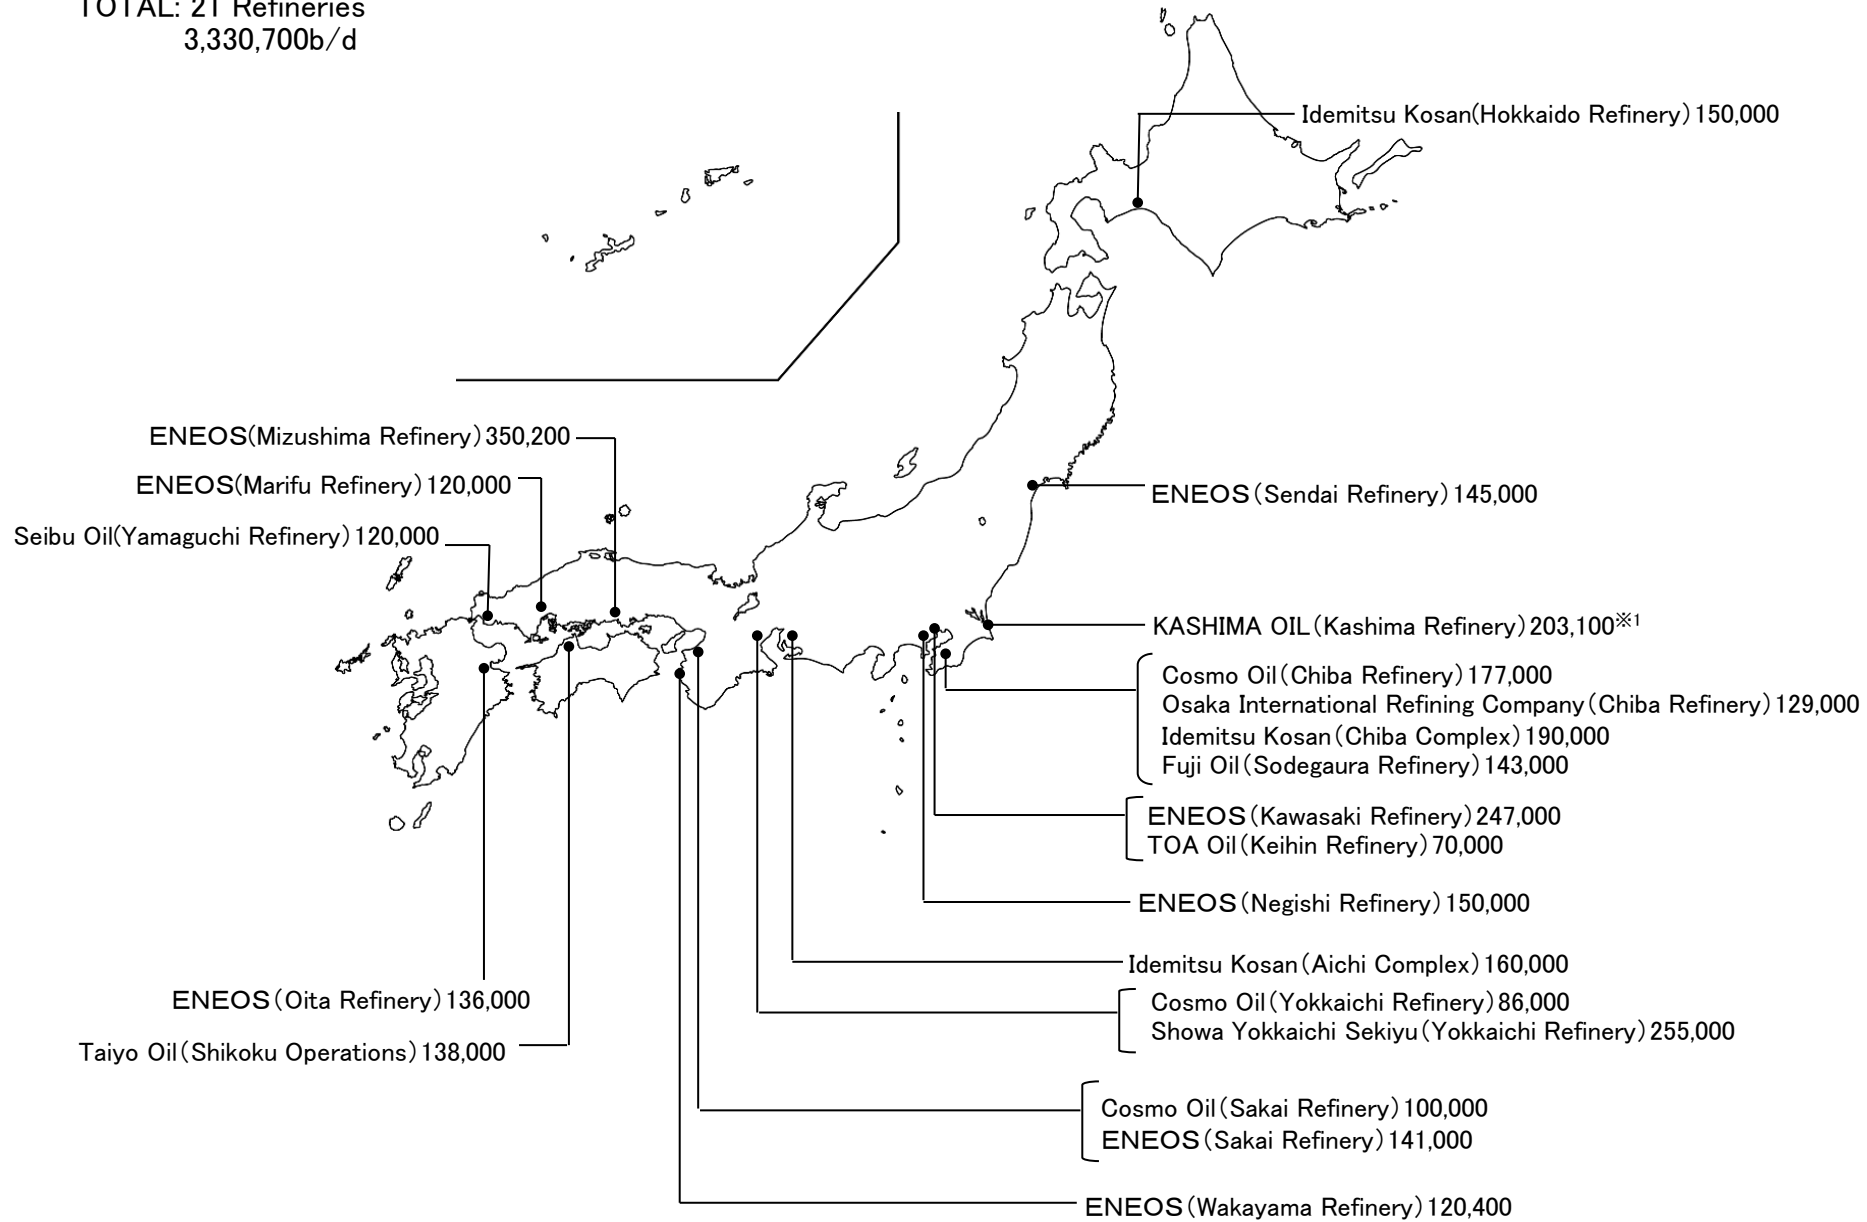 TOTAL: 21 Refineries
3,330,700b/d
Idemitsu Kosan(Hokkaido Refinery)150,000
ENEOS(Mizushima Refinery)350,200
ENEOS(Marifu Refinery)120,000
Seibu Oil(Yamaguchi Refinery)120,000
ENEOS(Sendai Refinery)145,000
KASHIMA OIL(Kashima Refinery)203,100※1
Cosmo Oil(Chiba Refinery)177,000
Osaka International Refining Company(Chiba Refinery)129,000
Idemitsu Kosan(Chiba Complex)190,000
Fuji Oil(Sodegaura Refinery)143,000
ENEOS(Kawasaki Refinery)247,000
TOA Oil(Keihin Refinery)70,000
ENEOS(Negishi Refinery)150,000
Idemitsu Kosan(Aichi Complex)160,000
ENEOS(Oita Refinery)136,000
Taiyo Oil(Shikoku Operations)138,000
Cosmo Oil(Yokkaichi Refinery)86,000
Showa Yokkaichi Sekiyu(Yokkaichi Refinery)255,000
Cosmo Oil(Sakai Refinery)100,000
ENEOS(Sakai Refinery)141,000
ENEOS(Wakayama Refinery)120,400